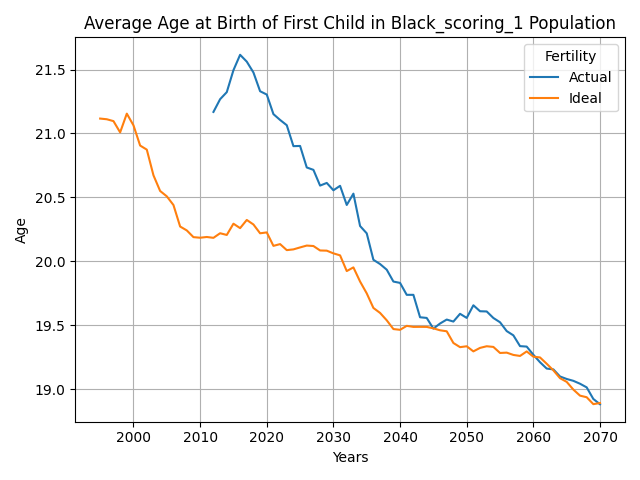 Average Age at Birth of First Child in Black_scoring_1 Population
Fertility
Actual
Ideal
21.5
21.0
20.5
20.0
19.5
19.0
Age
2000 2010 2020 2030 2040 2050 2060 2070
Years